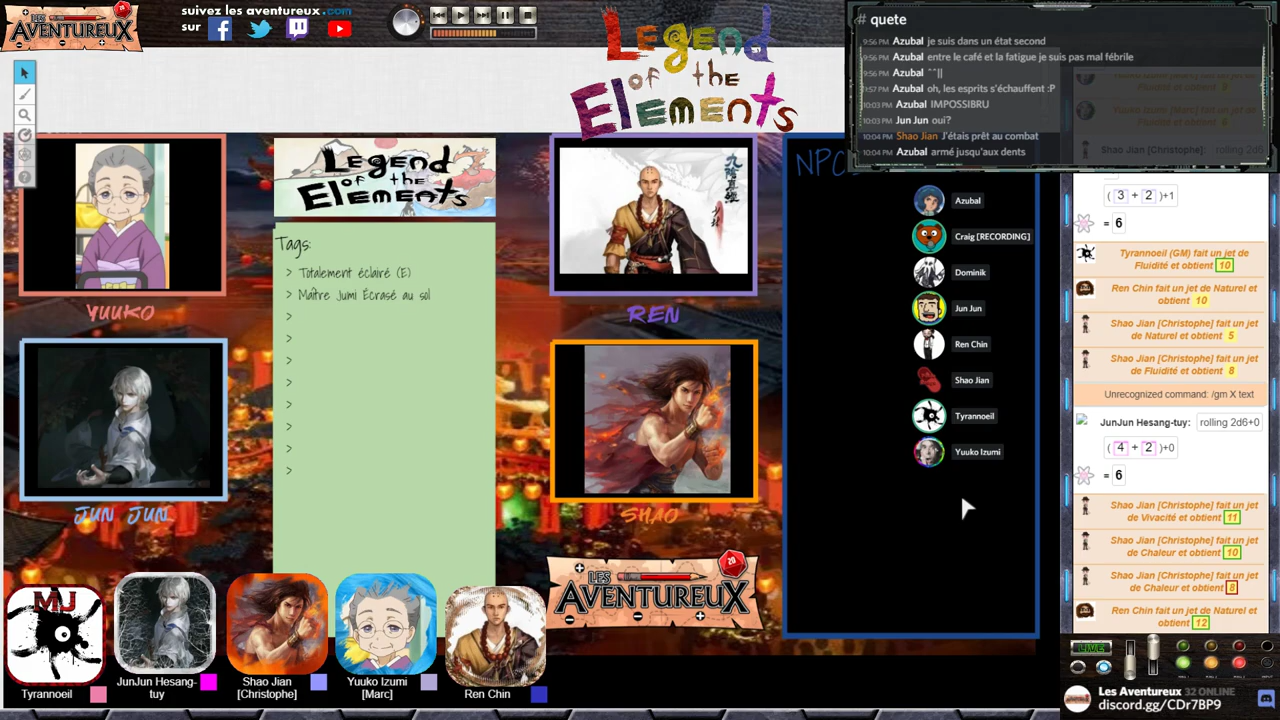 LES AVENTUREUX
20
suivez les aventureux .com
sur
Legend of the Elements
# quete
9:56 PM Azubal je suis dans un état second
9:56 PM Azubal entre le café et la fatigue je suis pas mal fébrile
9:56 PM Azubal ^^||
9:57 PM Azubal oh, les esprits s'échauffent :P
10:03 PM Azubal IMPOSSIBRU
10:03 PM Jun Jun oui?
10:04 PM Shao Jian J'étais prêt au combat
10:04 PM Azubal armé jusqu'aux dents
Shao Jian [Christophe]: rolling 2d6
YUUKO
JUN JUN
Legend of the Elements
Tags:
> Totalement éclairé (E)
> Maître Jumi Écrasé au sol
>
>
>
>
>
>
>
>
REN
SHAO
LES AVENTUREUX
20
Azubal
Craig [RECORDING]
Dominik
Jun Jun
Ren Chin
Shao Jian
Tyrannoeil
Yuuko Izumi
(3 + 2)+1
= 6
Tyrannoeil (GM) fait un jet de
Fluidité et obtient 10
Ren Chin fait un jet de Naturel et
obtient 10
Shao Jian [Christophe] fait un jet
de Naturel et obtient 5
Shao Jian [Christophe] fait un jet
de Fluidité et obtient 8
Unrecognized command: /gm X text
JunJun Hesang-tuy: rolling 2d6+0
(4 + 2)+0
= 6
Shao Jian [Christophe] fait un jet
de Vivacité et obtient 11
Shao Jian [Christophe] fait un jet
de Chaleur et obtient 10
Shao Jian [Christophe] fait un jet
de Chaleur et obtient 8
Ren Chin fait un jet de Naturel et
obtient 12
MJ
Tyrannoeil
JunJun Hesang-
tuy
Shao Jian
[Christophe]
Yuuko Izumi
[Marc]
Ren Chin
LIVE
Les Aventureux 32 ONLINE
discord.gg/CDr7BP9